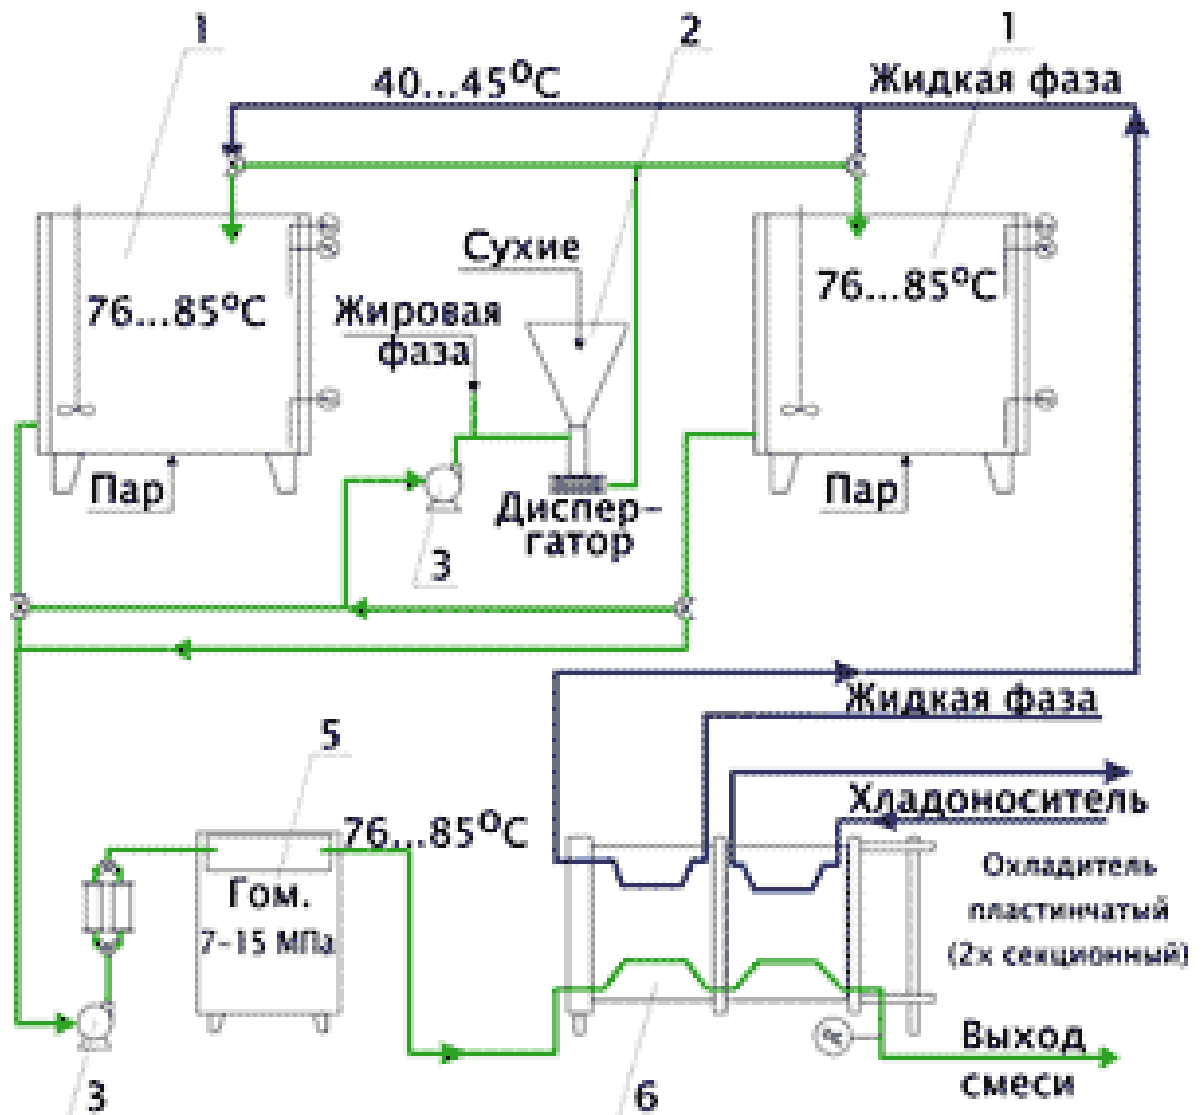 1
2
1
40...45°C
Жидкая фаза
Сухие
76...85°C
76...85°C
Жировая
фаза
Пар
Пар
Диспер-
гатор
3
Жидкая фаза
5
Хладоноситель
76...85°C
Охладитель
пластинчатый
(2х секционный)
Гом.
7-15 МПа
Выход
смеси
3
6